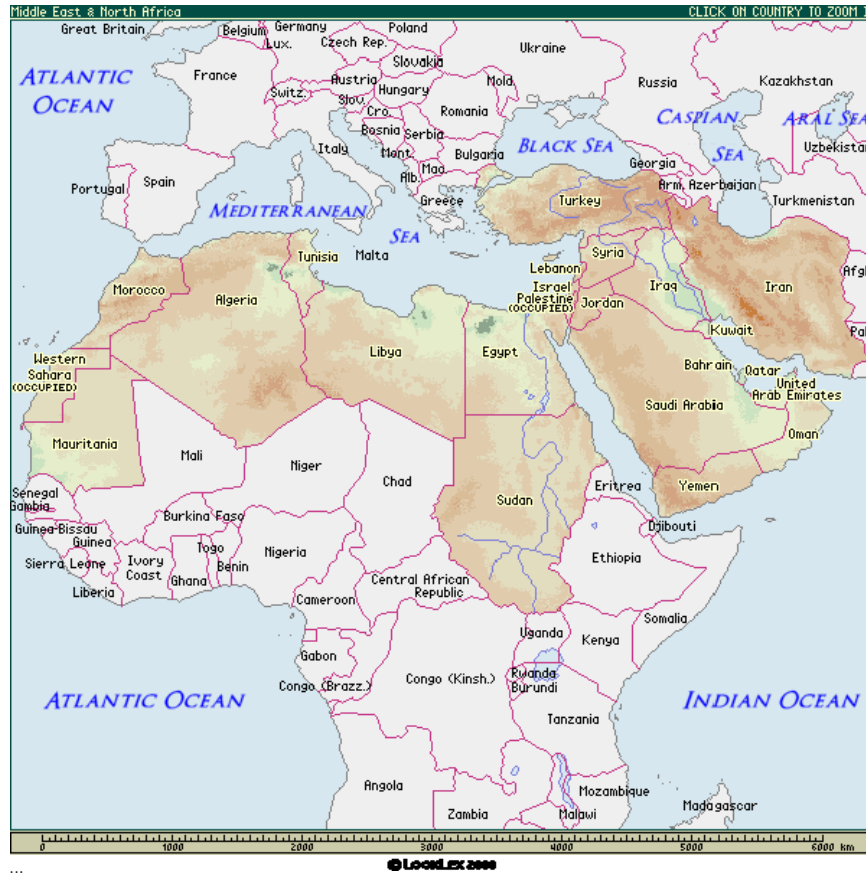 Middle East & North Africa
CLICK ON COUNTRY TO ZOOM
Great Britain
Belgium
Germany
Poland
Lux.
Czech Rep.
Ukraine
Slovakia
ATLANTIC
OCEAN
France
Austria
Switz.
Hungary
Mold.
Russia
Kazakhstan
Slov.
Cro.
Romania
CASPIAN
SEA
ARAL SEA
Bosnia
Serbia
Italy
BLACK SEA
Uzbekistan
Mont.
Bulgaria
Mac.
Alb.
Georgia
Portugal
Spain
Greece
Turkey
Arm.
Azerbaijan
Turkmenistan
MEDITERRANEAN
SEA
Tunisia
Malta
Syria
Lebanon
Israel
Palestine
(OCCUPIED)
Iraq
Iran
Afg
Morocco
Algeria
Jordan
Kuwait
Pa
Western
Sahara
(OCCUPIED)
Libya
Egypt
Bahrain
Qatar
United
Arab Emirates
Saudi Arabia
Mauritania
Oman
Mali
Niger
Chad
Sudan
Eritrea
Yemen
Senegal
Gambia
Burkina Faso
Djibouti
Guinea-Bissau
Guinea
Togo
Nigeria
Ethiopia
Sierra Leone
Ivory
Coast
Ghana
Benin
Liberia
Central African
Republic
Cameroon
Somalia
Uganda
Kenya
Gabon
Congo (Brazz.)
Congo (Kinsh.)
Rwanda
Burundi
ATLANTIC OCEAN
INDIAN OCEAN
Tanzania
Angola
Mozambique
Zambia
Malawi
Madagascar
0 1000 2000 3000 4000 5000 6000 km
© LOOKLEX 2000
...